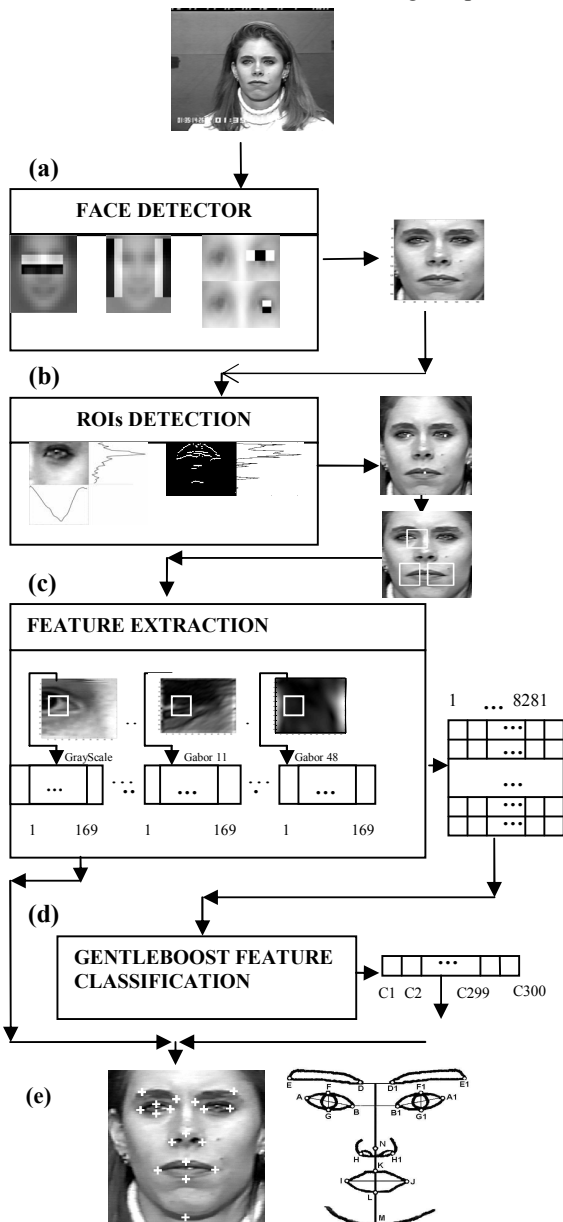 (a)
FACE DETECTOR
(b)
ROIs DETECTION
(c)
FEATURE EXTRACTION
1 ... 8281
GrayScale
Gabor 11
Gabor 48
...
...
...
...
...
...
...
...
1 169 1 169 1 169
(d)
GENTLEBOOST FEATURE
CLASSIFICATION
...
C1 C2 C299 C300
(e)
E D D1 E1
F F1
A B B1 A1
G G1
N
H H1
K
I J
L
M